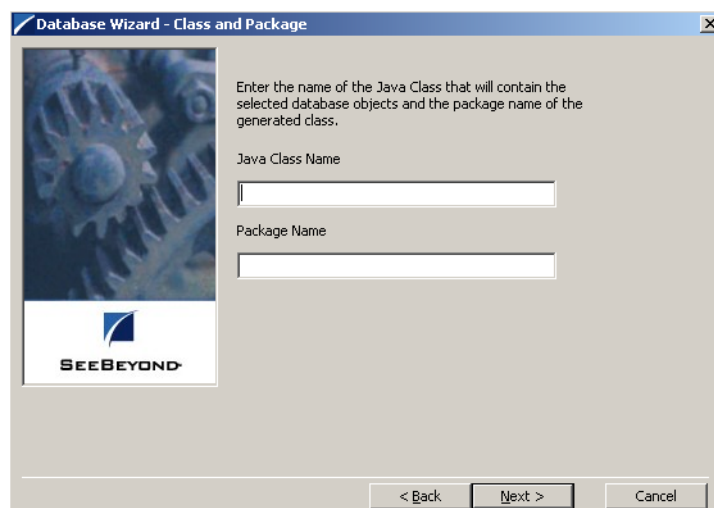 Database Wizard - Class and Package
Enter the name of the Java Class that will contain the
selected database objects and the package name of the
generated class.
Java Class Name
Package Name
SEEBEYOND
< Back
Next >
Cancel